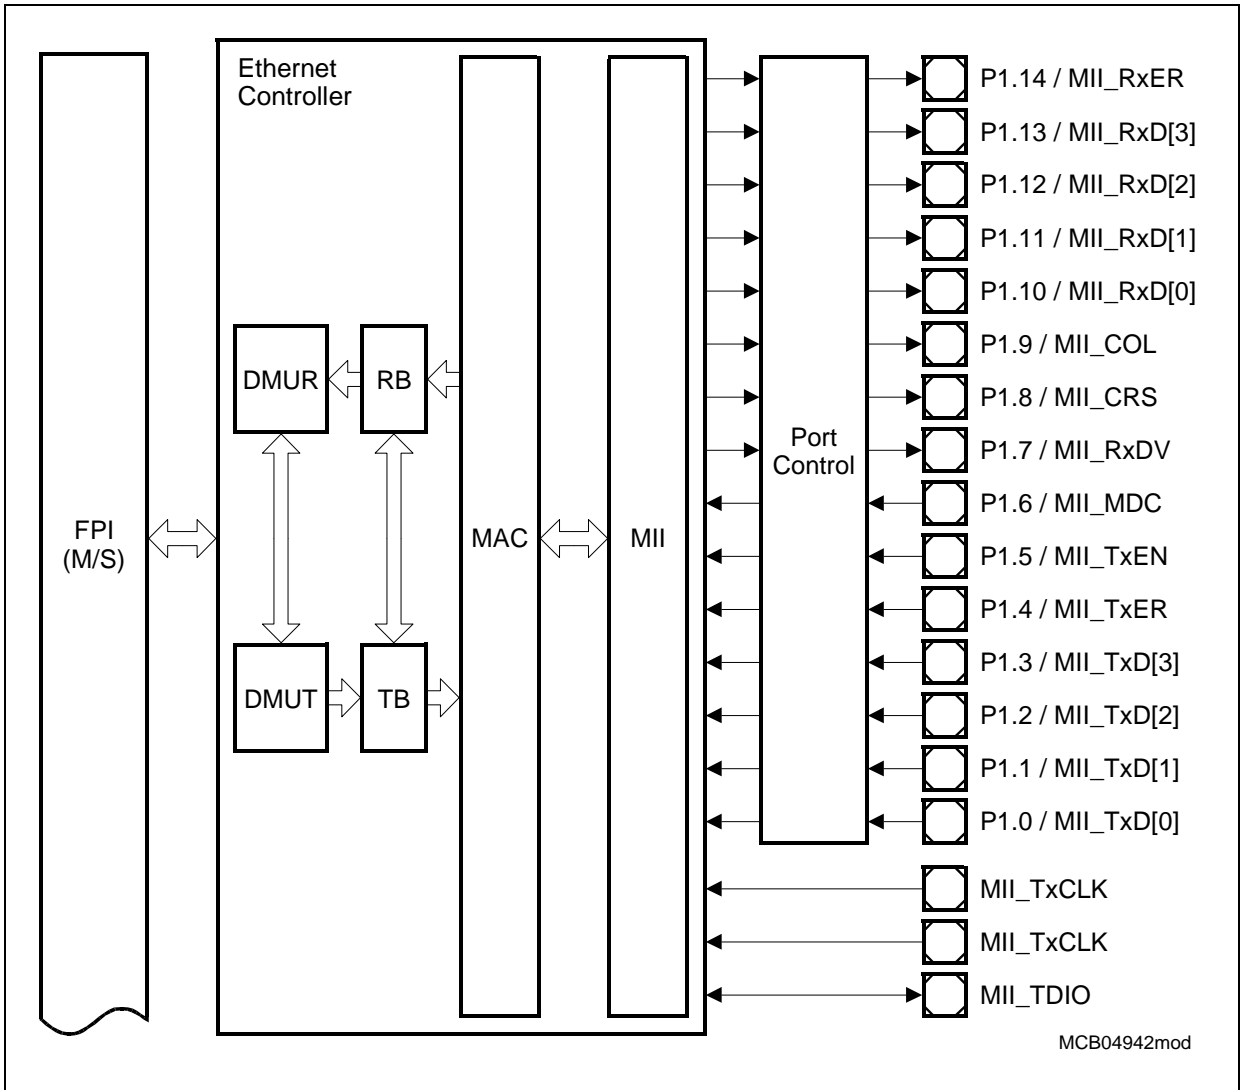 Ethernet
Controller
P1.14 / MII_RxER
P1.13 / MII_RxD[3]
P1.12 / MII_RxD[2]
P1.11 / MII_RxD[1]
P1.10 / MII_RxD[0]
DMUR
RB
P1.9 / MII_COL
P1.8 / MII_CRS
Port
Control
P1.7 / MII_RxDV
P1.6 / MII_MDC
FPI
(M/S)
MAC
MII
P1.5 / MII_TxEN
P1.4 / MII_TxER
P1.3 / MII_TxD[3]
DMUT
TB
P1.2 / MII_TxD[2]
P1.1 / MII_TxD[1]
P1.0 / MII_TxD[0]
MII_TxCLK
MII_TxCLK
MII_TDIO
MCB04942mod